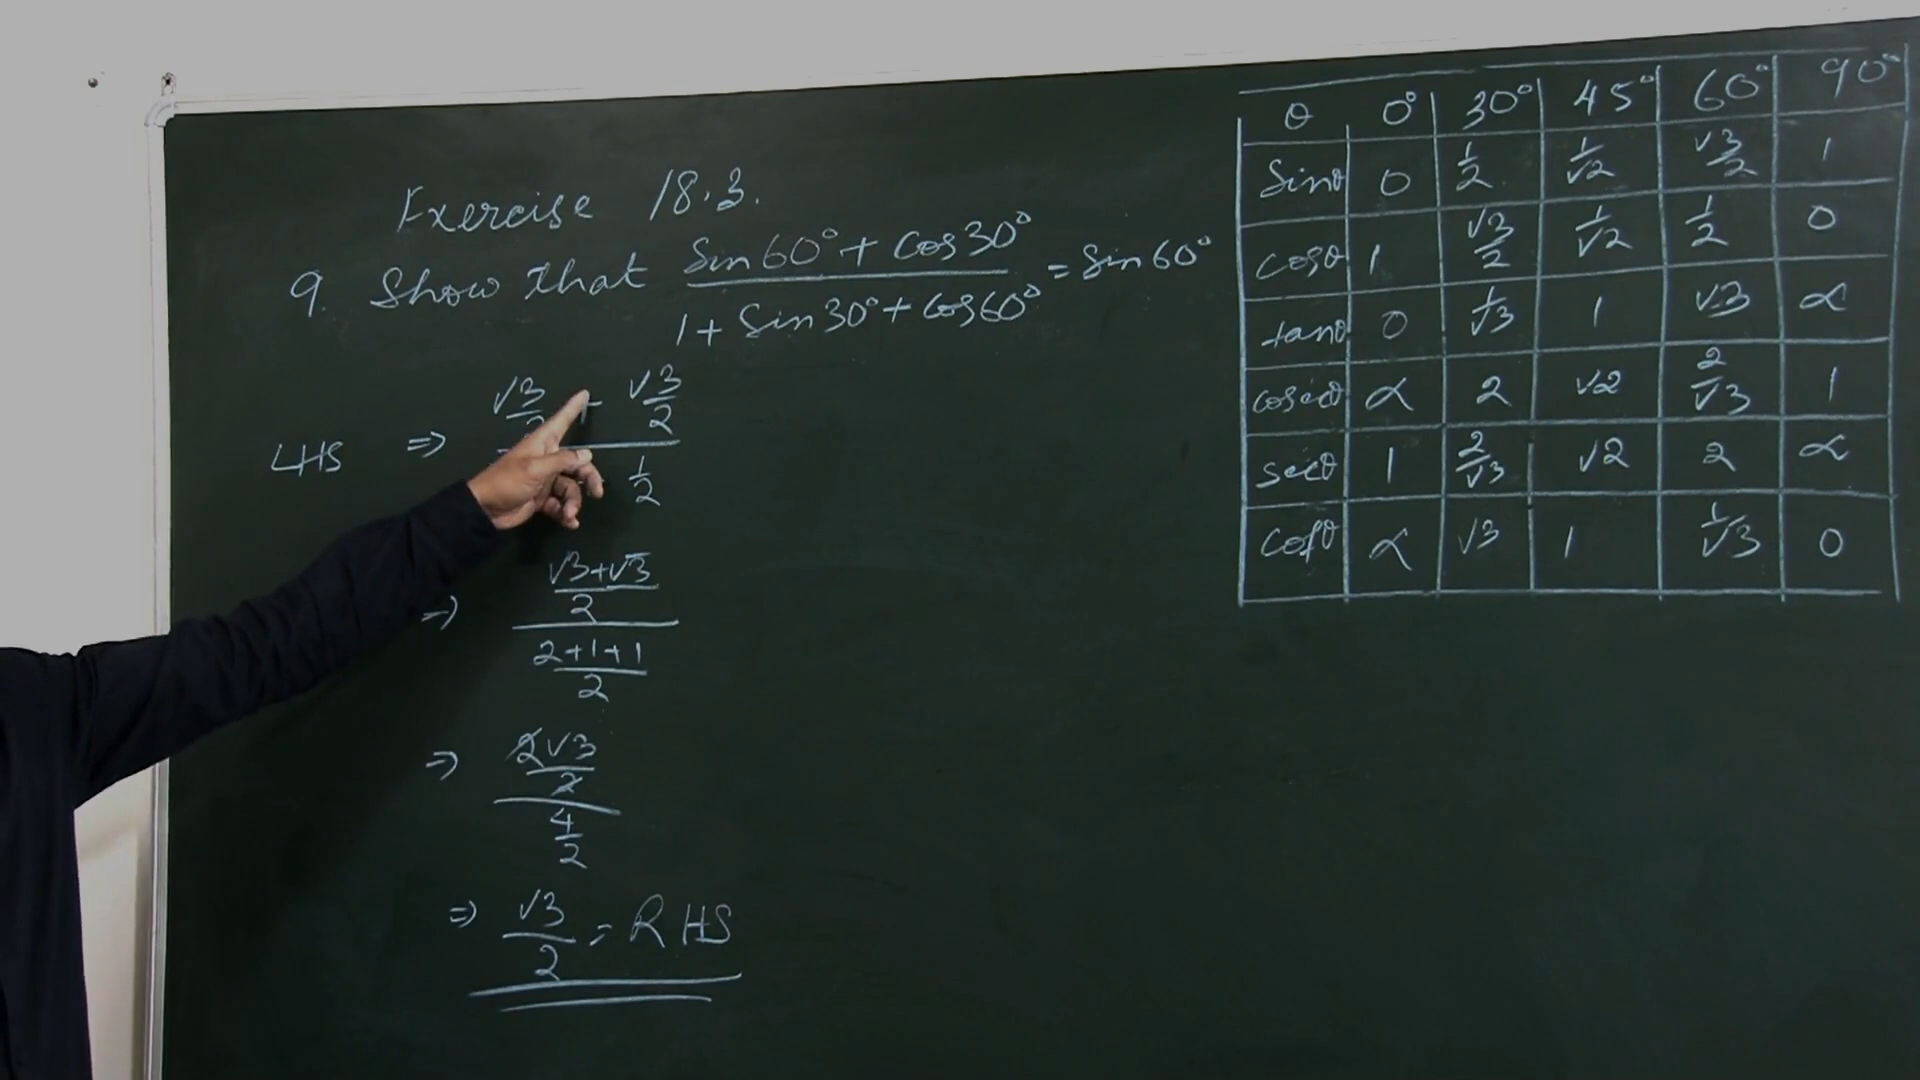 Exercise 18.3.
9. Show that
Sin 60° + Cos 30°
1 + Sin 30° + Cos 60°
= Sin 60°
LHS ⇒
√3/2 + √3/2
1/2
⇒
√3+√3
2
2+1+1
2
⇒
2√3
2
4
2
⇒ √3/2 = RHS
θ 0° 30° 45° 60° 90°
Sinθ 0 1/2 1/√2 √3/2 1
Cosθ 1 √3/2 1/√2 1/2 0
tanθ 0 1/√3 1 √3 α
Cosecθ α 2 √2 2/√3 1
Secθ 1 2/√3 √2 2 α
Cotθ α √3 1 1/√3 0